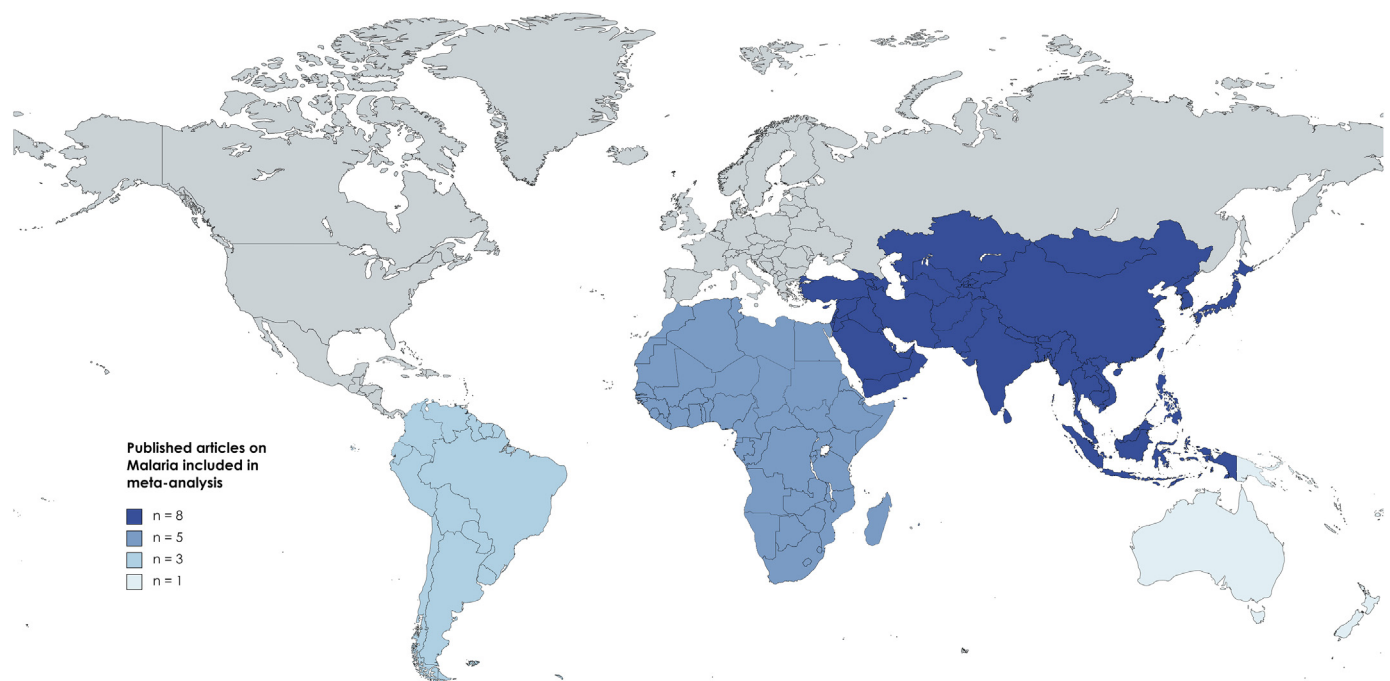 Published articles on
Malaria included in
meta-analysis
n = 8
n = 5
n = 3
n = 1